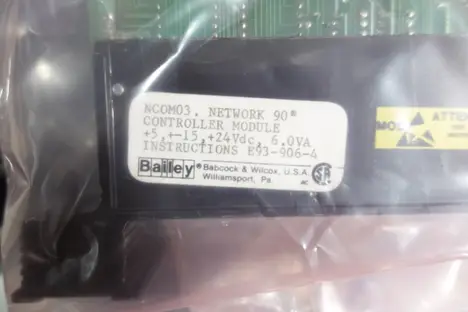 NCOM03. NETWORK 90®
CONTROLLER MODULE
+5,+-15,+24Vdc, 6.0VA
INSTRUCTIONS E93-906-4
Bailey® Babcock & Wilcox, U.S.A.
Williamsport, Pa.